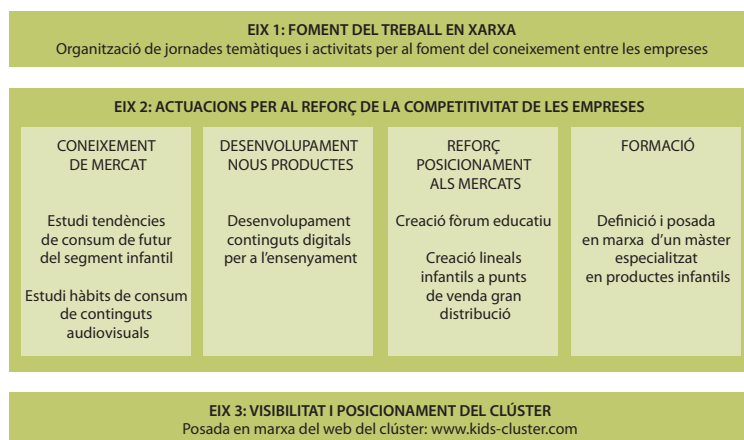 EIX 1: FOMENT DEL TREBALL EN XARXA
Organització de jornades temàtiques i activitats per al foment del coneixement entre les empreses
EIX 2: ACTUACIONS PER AL REFORÇ DE LA COMPETITIVITAT DE LES EMPRESES
CONEIXEMENT
DE MERCAT
Estudi tendències
de consum de futur
del segment infantil
Estudi hàbits de consum
de continguts
audiovisuals
DESENVOLUPAMENT
NOUS PRODUCTES
Desenvolupament
continguts digitals
per a l'ensenyament
REFORÇ
POSICIONAMENT
ALS MERCATS
Creació fòrum educatiu
Creació lineals
infantils a punts
de venda gran
distribució
FORMACIÓ
Definició i posada
en marxa d'un màster
especialitzat
en productes infantils
EIX 3: VISIBILITAT I POSICIONAMENT DEL CLÚSTER
Posada en marxa del web del clúster: www.kids-cluster.com